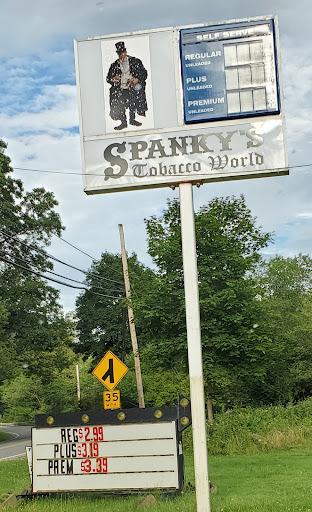 SELF SERVE
REGULAR
UNLEADED
PLUS
UNLEADED
PREMIUM
UNLEADED
SPANKY'S
Tobacco World
35
M.P.H.
REG $2.99
PLUS $3.19
PREM $3.39